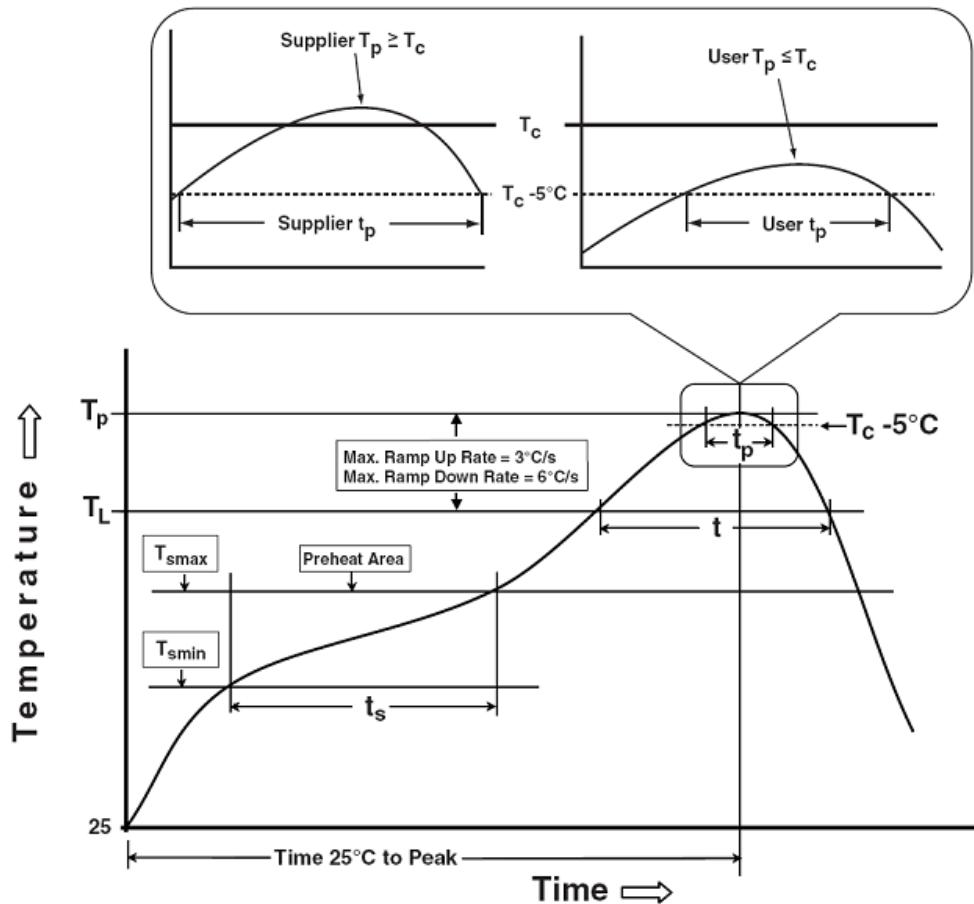 Supplier Tp ≥ Tc
User Tp ≤ Tc
Tc
Tc -5°C
Supplier tp
User tp
Tp
Tc -5°C
tp
Max. Ramp Up Rate = 3°C/s
Max. Ramp Down Rate = 6°C/s
TL
t
Tsmax
Preheat Area
Tsmin
ts
Temperature
25
Time 25°C to Peak
Time